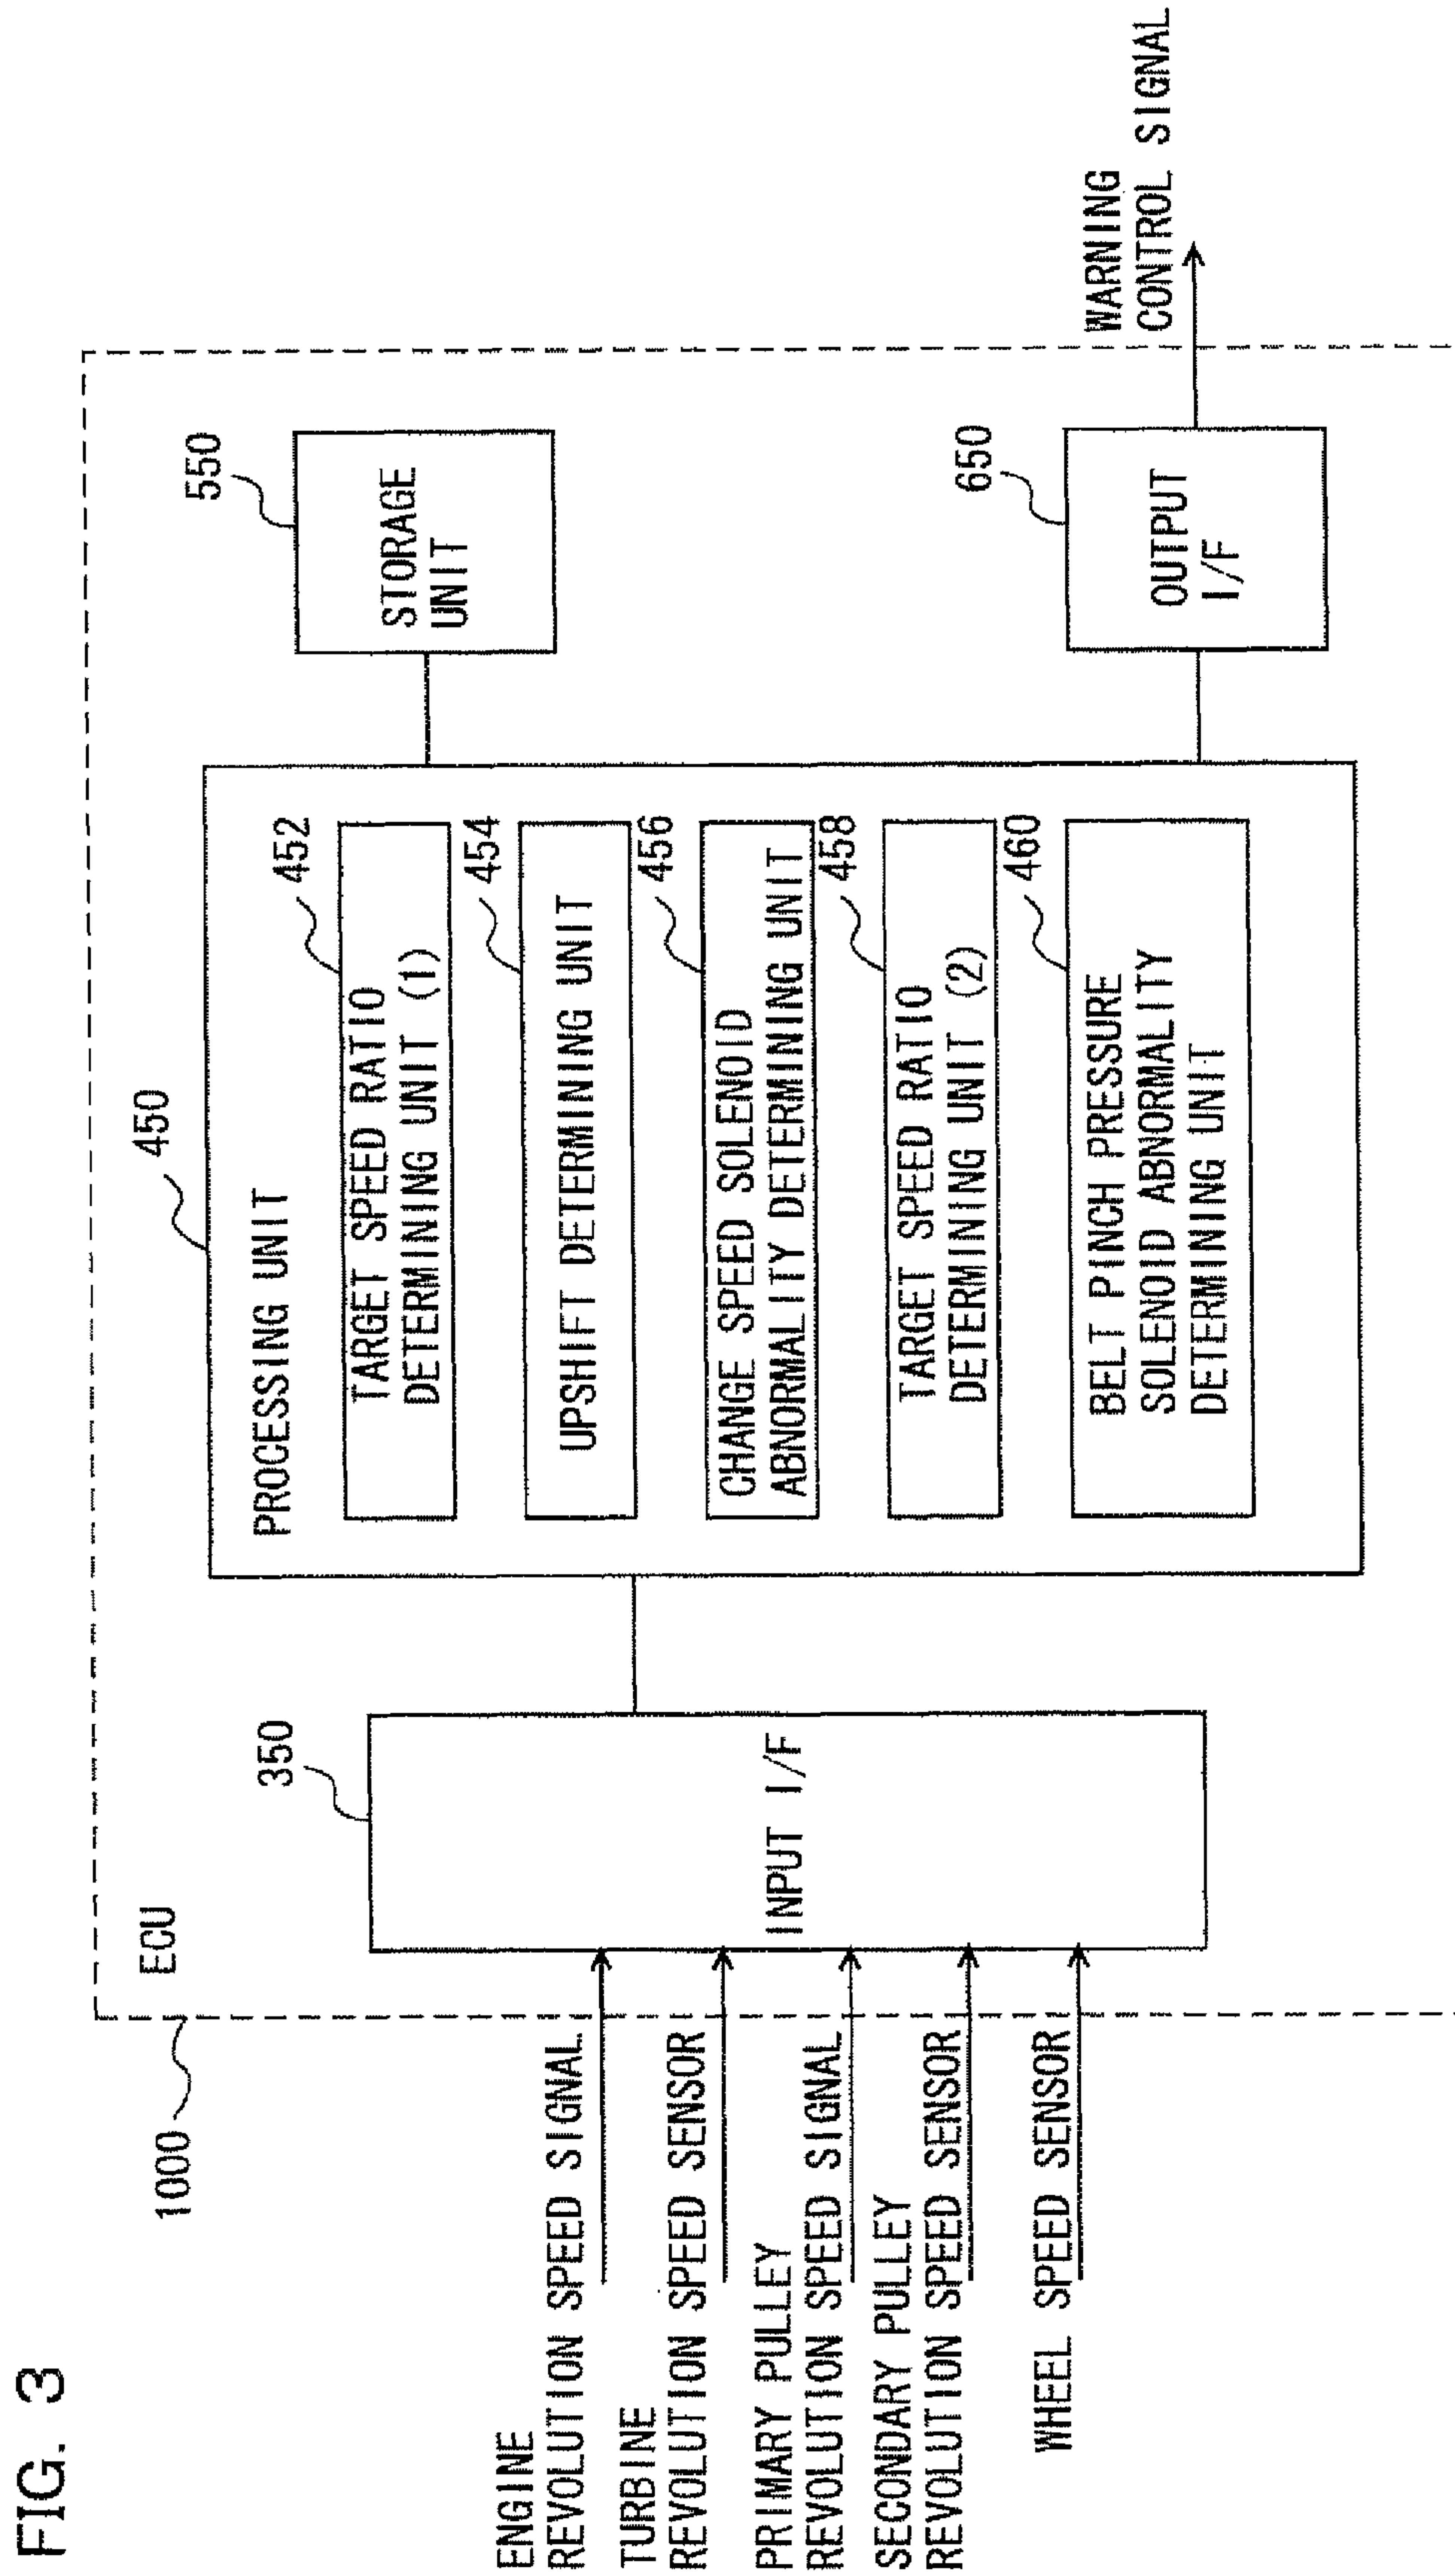 FIG. 3
1000
ECU
ENGINE
REVOLUTION SPEED SIGNAL
TURBINE
REVOLUTION SPEED SENSOR
PRIMARY PULLEY
REVOLUTION SPEED SIGNAL
SECONDARY PULLEY
REVOLUTION SPEED SENSOR
WHEEL SPEED SENSOR
350
INPUT I/F
450
PROCESSING UNIT
452
TARGET SPEED RATIO
DETERMINING UNIT (1)
454
UPSHIFT DETERMINING UNIT
456
CHANGE SPEED SOLENOID
ABNORMALITY DETERMINING UNIT
458
TARGET SPEED RATIO
DETERMINING UNIT (2)
460
BELT PINCH PRESSURE
SOLENOID ABNORMALITY
DETERMINING UNIT
550
STORAGE
UNIT
650
OUTPUT
I/F
WARNING
CONTROL SIGNAL